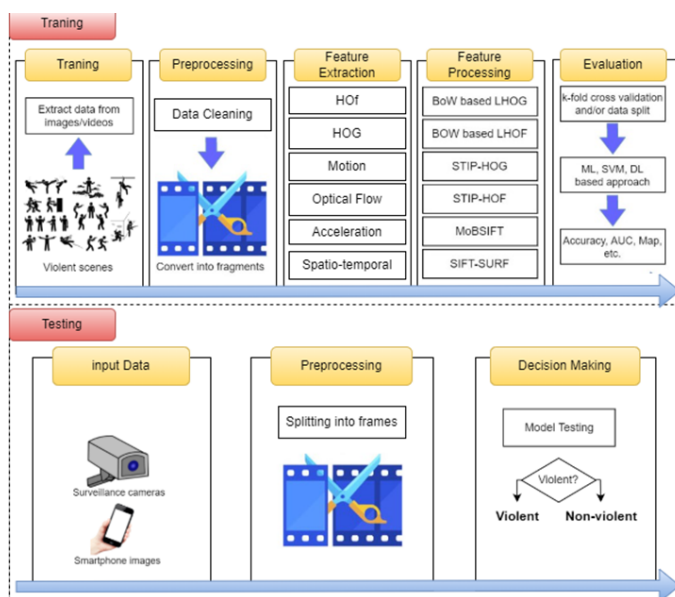 Traning
Traning
Extract data from
images/videos
Violent scenes
Preprocessing
Data Cleaning
Convert into fragments
Feature
Extraction
HOf
HOG
Motion
Optical Flow
Acceleration
Spatio-temporal
Feature
Processing
BoW based LHOG
BOW based LHOF
STIP-HOG
STIP-HOF
MoBSIFT
SIFT-SURF
Evaluation
k-fold cross validation
and/or data split
ML, SVM, DL
based approach
Accuracy, AUC, Map,
etc.
Testing
input Data
Surveillance cameras
Smartphone images
Preprocessing
Splitting into frames
Decision Making
Model Testing
Violent?
Violent
Non-violent